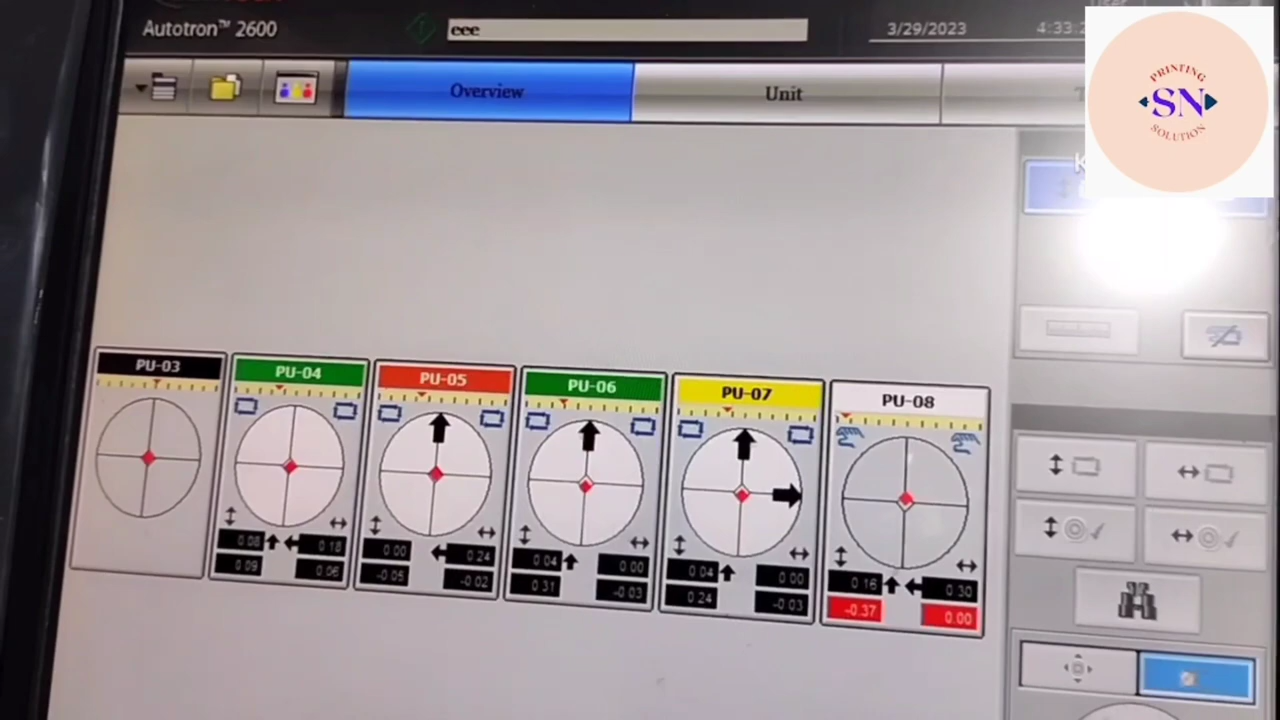 Autotron™ 2600
eee
3/29/2023
4:33:2
Overview
Unit
T
PRINTING
SN
SOLUTION
PU-03
PU-04
PU-05
PU-06
PU-07
PU-08
0.08 0.18
0.09 0.06
0.00 0.24
-0.05 -0.02
0.04 0.00
0.31 -0.03
0.04 0.00
0.24 -0.03
0.16 0.30
-0.37 0.00